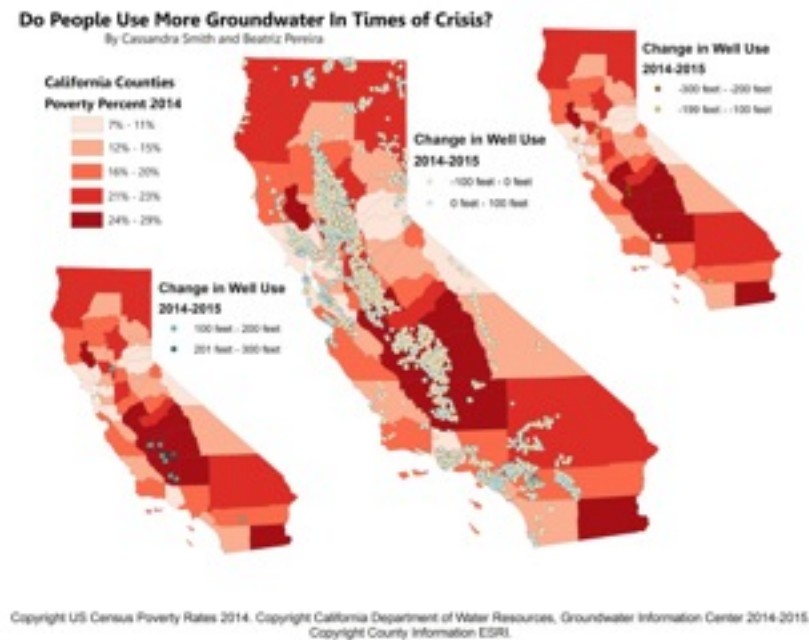 Do People Use More Groundwater In Times of Crisis?
By Cassandra Smith and Beatriz Pereira
California Counties
Poverty Percent 2014
7% - 11%
12% - 15%
16% - 20%
21% - 23%
24% - 29%
Change in Well Use
2014-2015
-300 feet - -200 feet
-199 feet - -100 feet
Change in Well Use
2014-2015
-100 feet - 0 feet
0 feet - 100 feet
Change in Well Use
2014-2015
100 feet - 200 feet
201 feet - 300 feet
Copyright US Census Poverty Rates 2014. Copyright California Department of Water Resources, Groundwater Information Center 2014-2015
Copyright County Information ESRI.